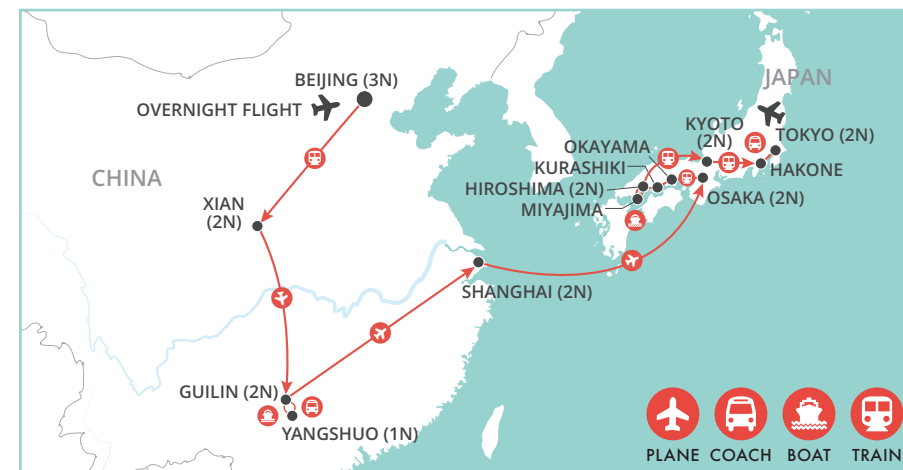 BEIJING (3N)
OVERNIGHT FLIGHT
CHINA
XIAN
(2N)
GUILIN (2N)
YANGSHUO (1N)
SHANGHAI (2N)
JAPAN
KYOTO
(2N)
TOKYO (2N)
OKAYAMA
KURASHIKI
HAKONE
HIROSHIMA (2N)
OSAKA (2N)
MIYAJIMA
PLANE COACH BOAT TRAIN